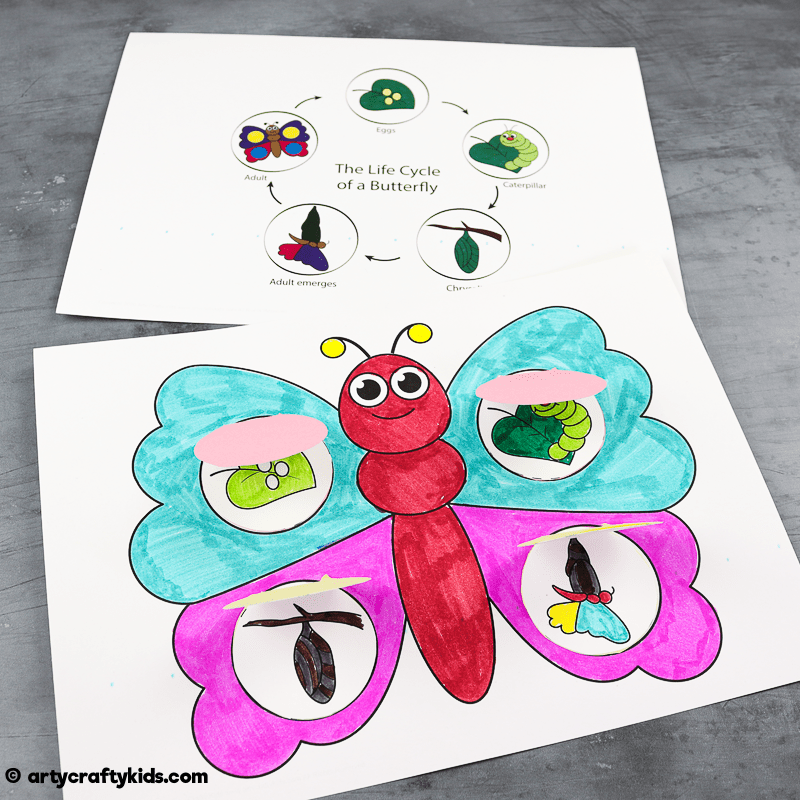 Eggs
Adult
The Life Cycle
of a Butterfly
Caterpillar
Adult emerges
© artycraftykids.com